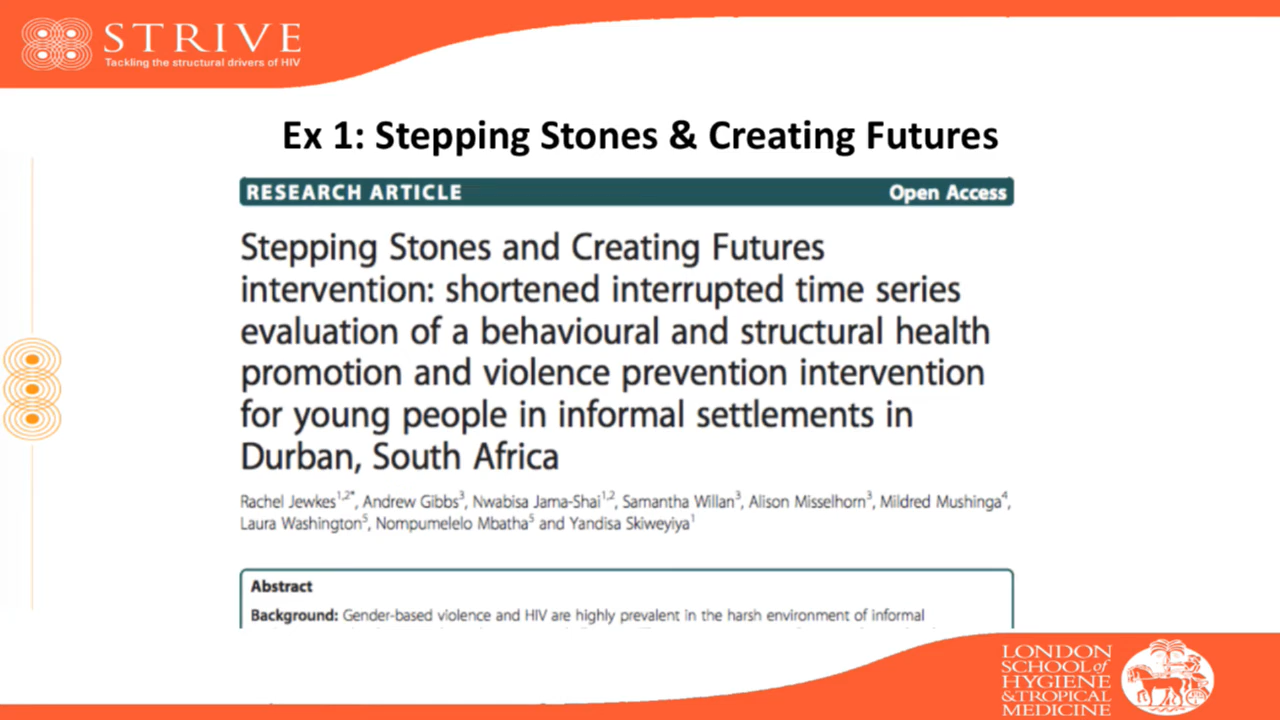 STRIVE
Tackling the structural drivers of HIV
Ex 1: Stepping Stones & Creating Futures
RESEARCH ARTICLE Open Access
Stepping Stones and Creating Futures
intervention: shortened interrupted time series
evaluation of a behavioural and structural health
promotion and violence prevention intervention
for young people in informal settlements in
Durban, South Africa
Rachel Jewkes1,2*, Andrew Gibbs3, Nwabisa Jama-Shai1,2, Samantha Willan3, Alison Misselhorn3, Mildred Mushinga4,
Laura Washington5, Nompumelelo Mbatha5 and Yandisa Skiweyiya1
Abstract
Background: Gender-based violence and HIV are highly prevalent in the harsh environment of informal
LONDON
SCHOOL of
HYGIENE
& TROPICAL
MEDICINE